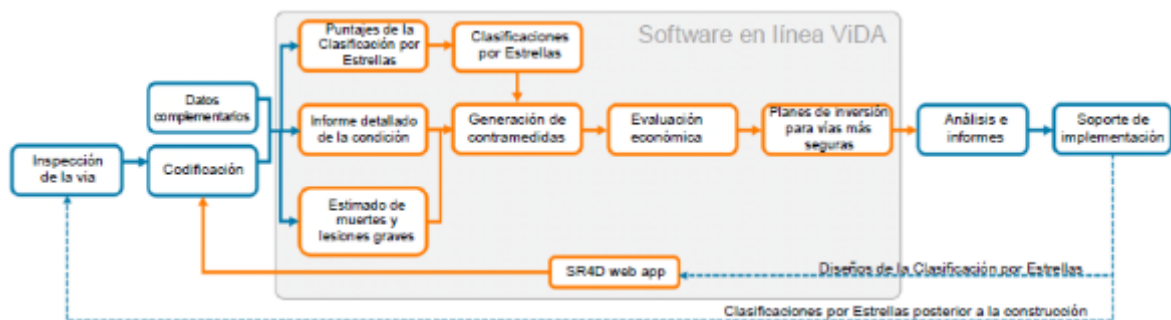 Software en línea ViDA
Puntajes de la
Clasificación por
Estrellas
Clasificaciones
por Estrellas
Datos
complementarios
Informe detallado
de la condición
Generación de
contramedidas
Evaluación
económica
Planes de inversión
para vías más
seguras
Análisis e
informes
Soporte de
implementación
Inspección
de la via
Codificación
Estimado de
muertes y
lesiones graves
SR4D web app
Diseños de la Clasificación por Estrellas
Clasificaciones por Estrellas posterior a la construcción